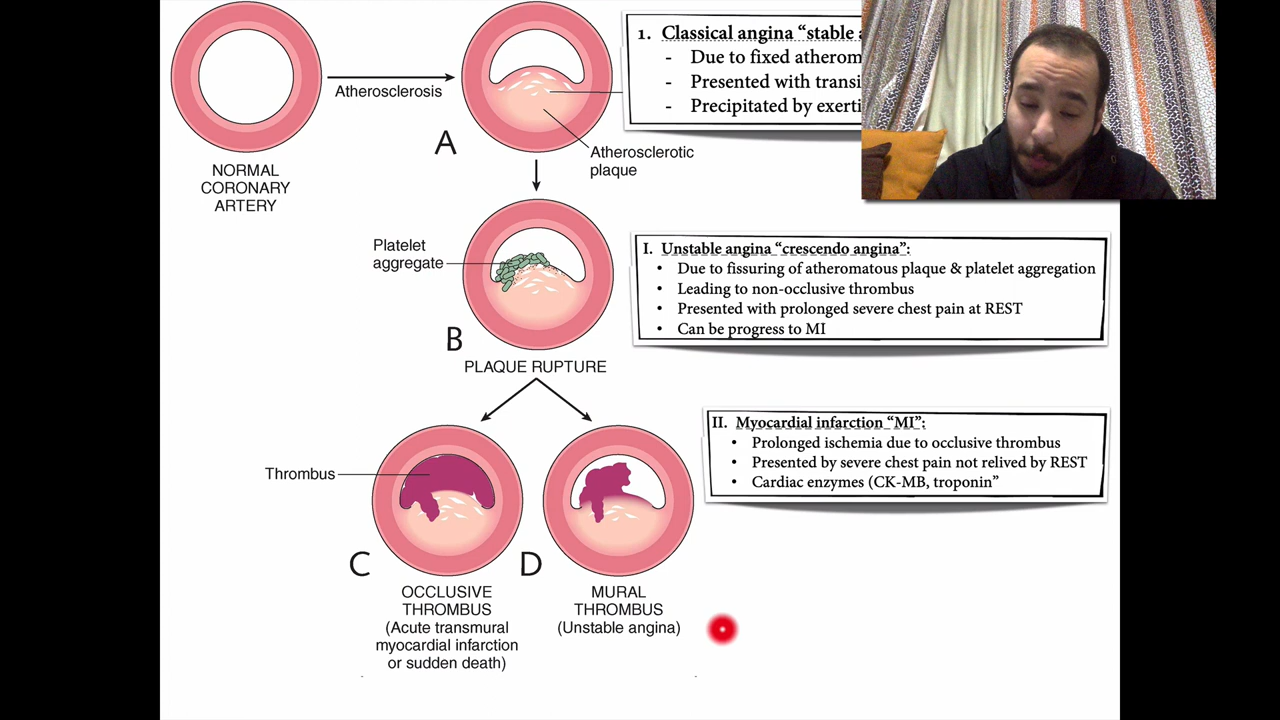 1. Classical angina “stable
- Due to fixed
- Presented with
- Precipitated by
Atherosclerosis
A
Atherosclerotic
plaque
NORMAL
CORONARY
ARTERY
Platelet
aggregate
B
PLAQUE RUPTURE
I. Unstable angina “crescendo angina”:
• Due to fissuring of atheromatous plaque & platelet aggregation
• Leading to non-occlusive thrombus
• Presented with prolonged severe chest pain at REST
• Can be progress to MI
II. Myocardial infarction “MI”:
• Prolonged ischemia due to occlusive thrombus
• Presented by severe chest pain not relived by REST
• Cardiac enzymes (CK-MB, troponin”
Thrombus
C
D
OCCLUSIVE
THROMBUS
(Acute transmural
myocardial infarction
or sudden death)
MURAL
THROMBUS
(Unstable angina)